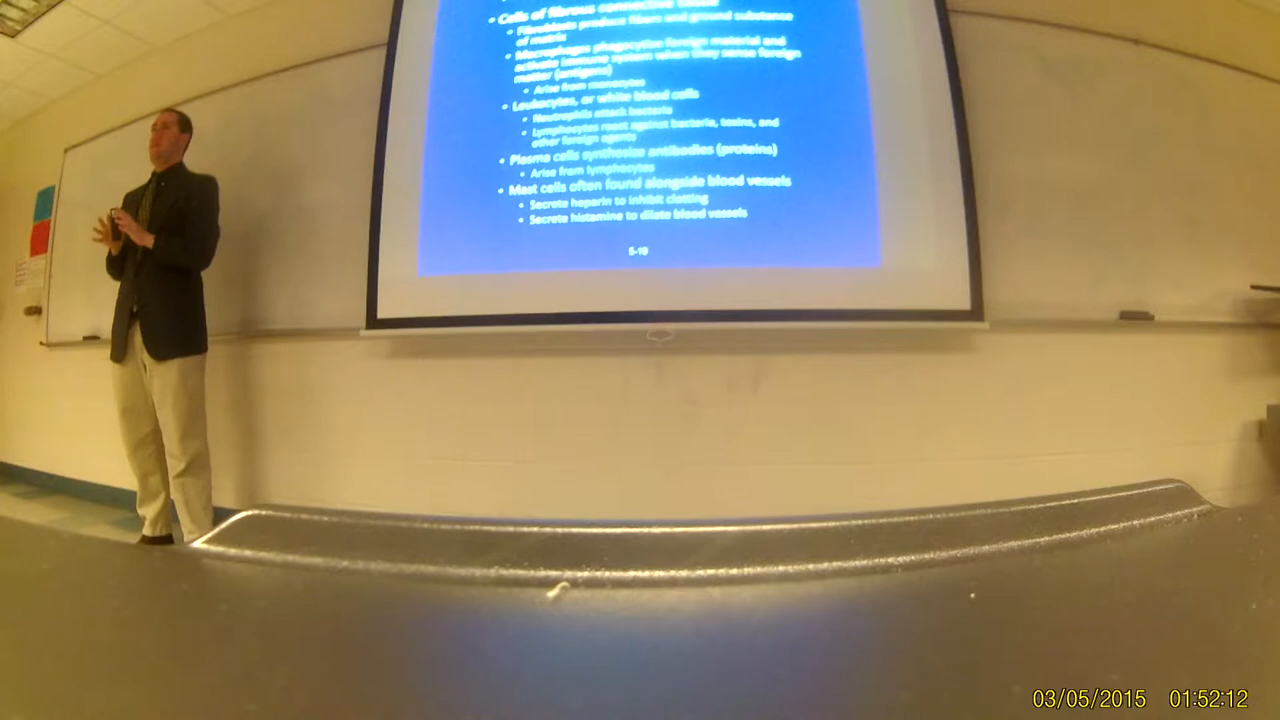 • Cells of fibrous connective tissue
• Fibroblasts produce fibers and ground substance
of matrix
• Macrophages phagocytize foreign material and
activate immune system when they sense foreign
matter (antigens)
• Arise from monocytes
• Leukocytes, or white blood cells
• Neutrophils attack bacteria
• Lymphocytes react against bacteria, toxins, and
other foreign agents
• Plasma cells synthesize antibodies (proteins)
• Arise from lymphocytes
• Mast cells often found alongside blood vessels
• Secrete heparin to inhibit clotting
• Secrete histamine to dilate blood vessels
5-10
03/05/2015 01:52:12